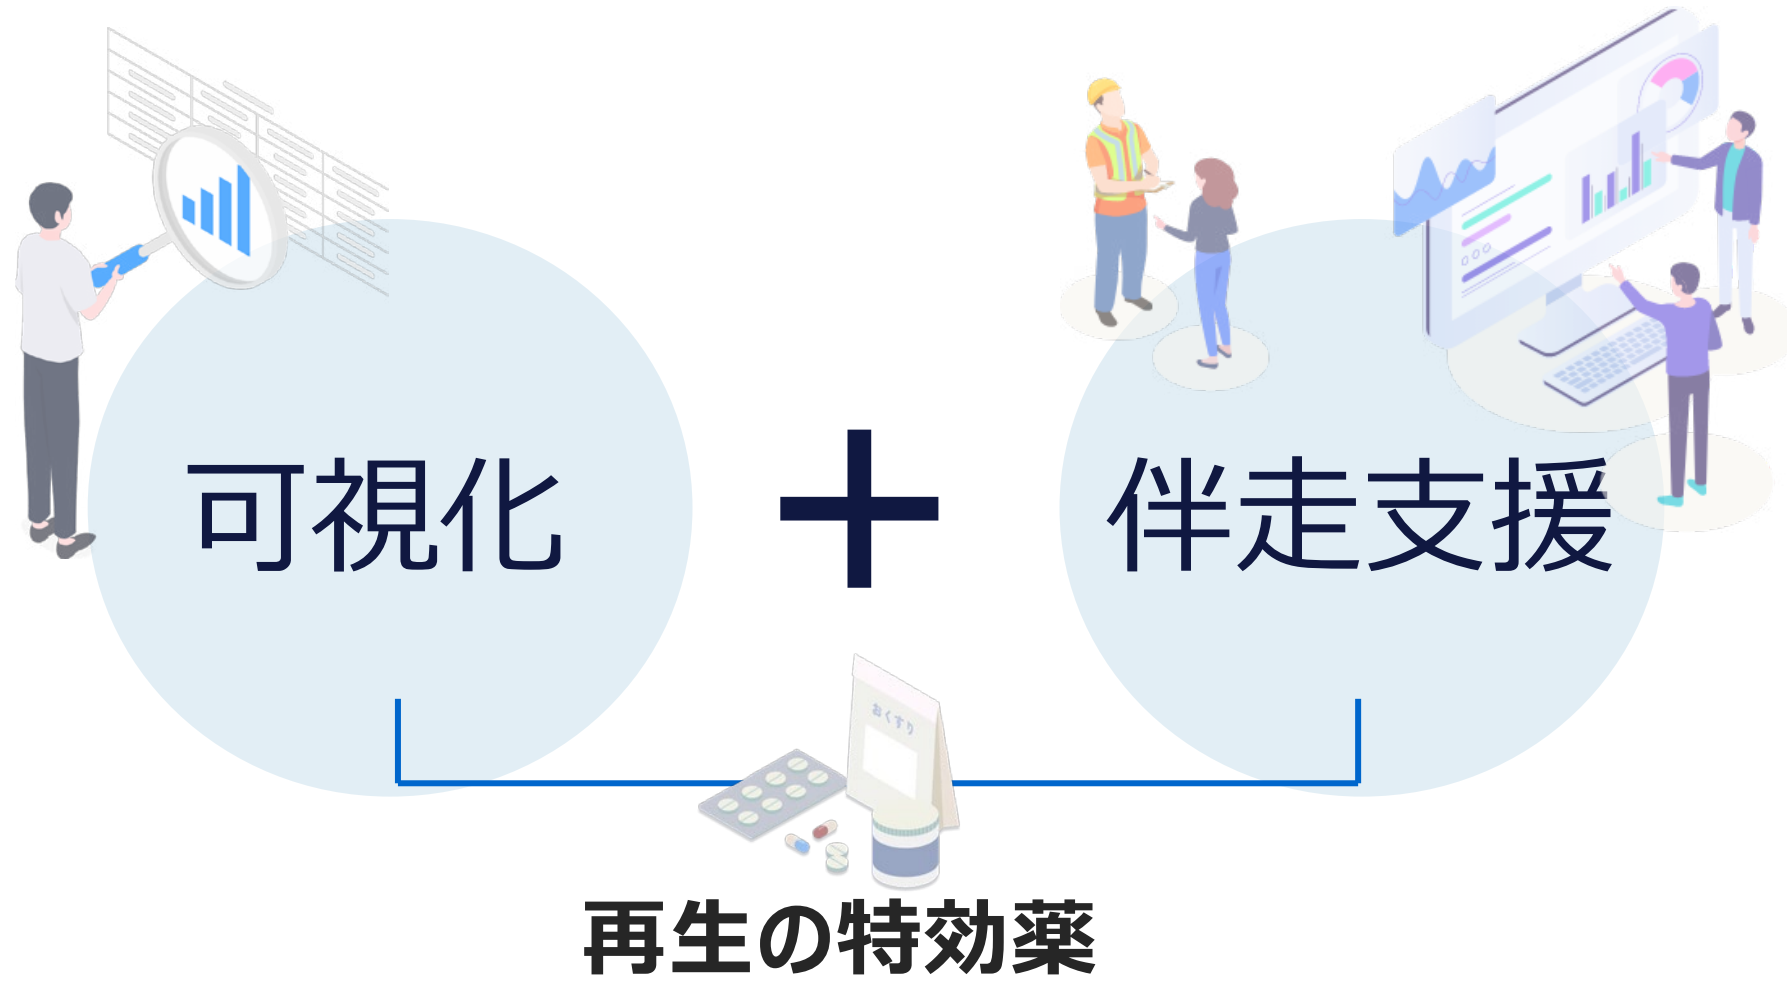 可視化
+
伴走支援
おくすり
再生の特効薬